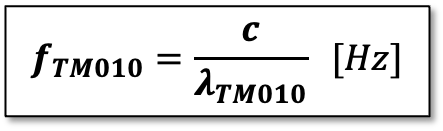 f_TM010 = c / λ_TM010 [Hz]